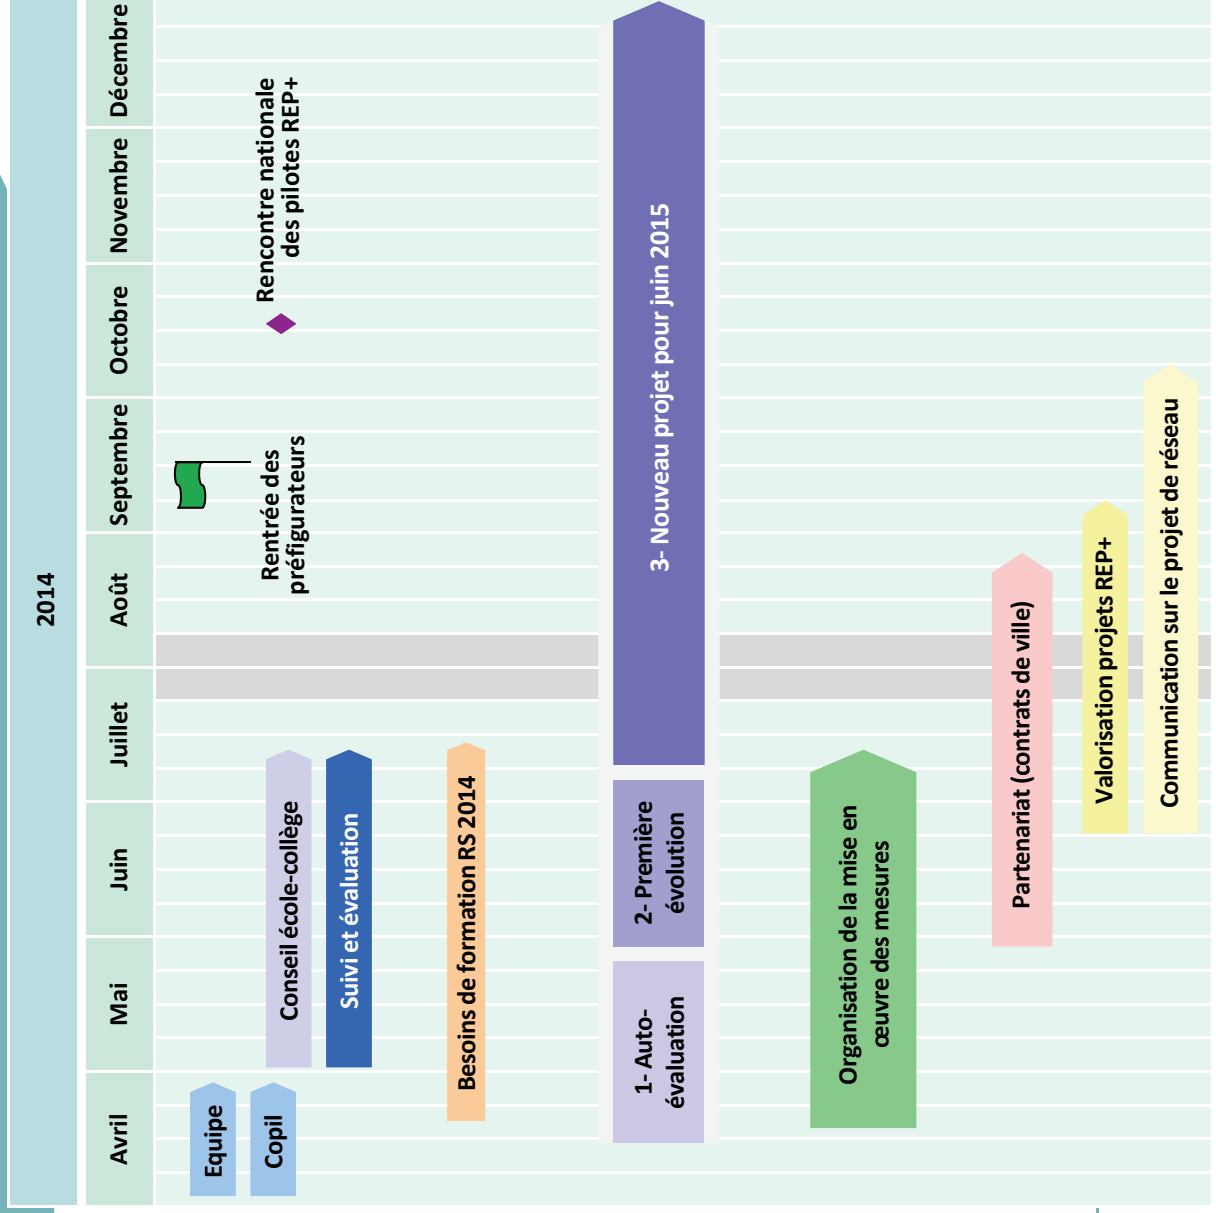 2014
Avril
Mai
Juin
Juillet
Août
Septembre
Octobre
Novembre
Décembre
Equipe
Rentrée des
préfigurateurs
Copil
Conseil école-collège
Rencontre nationale
des pilotes REP+
Suivi et évaluation
Besoins de formation RS 2014
1- Auto-
évaluation
2- Première
évolution
3- Nouveau projet pour juin 2015
Organisation de la mise en
œuvre des mesures
Partenariat (contrats de ville)
Valorisation projets REP+
Communication sur le projet de réseau